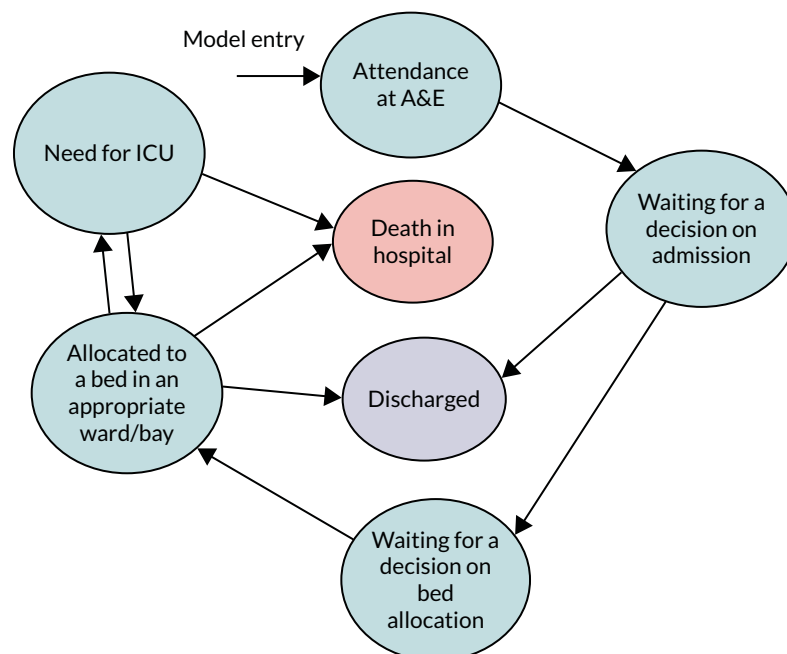 Model entry
Attendance
at A&E
Need for ICU
Waiting for a
decision on
admission
Death in
hospital
Allocated to
a bed in an
appropriate
ward/bay
Discharged
Waiting for a
decision on
bed
allocation